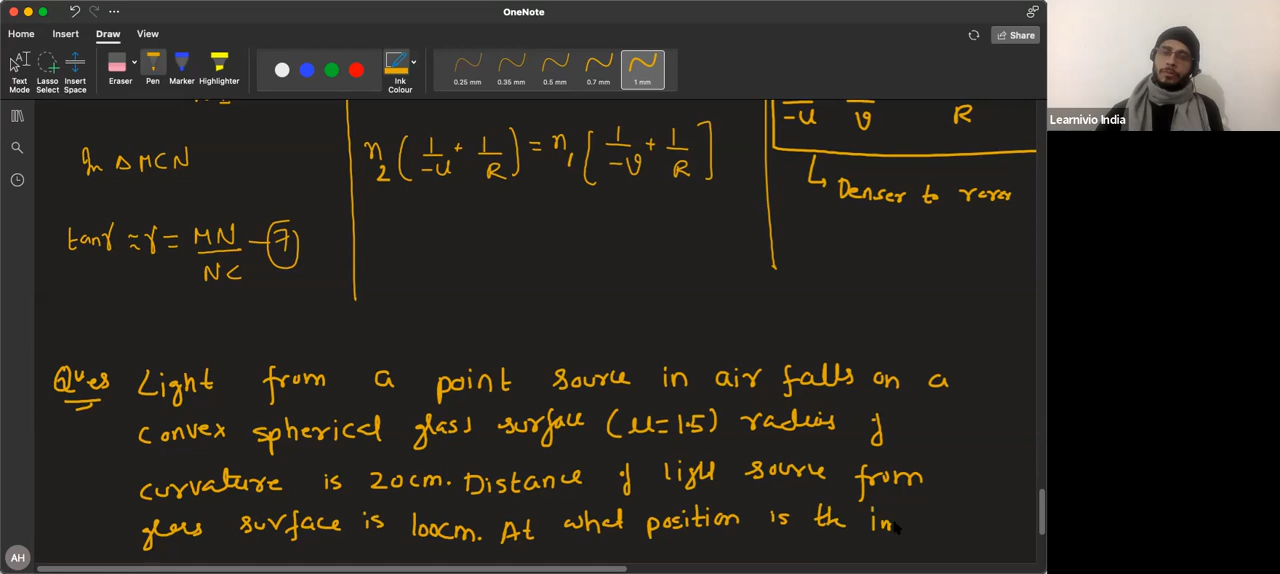 OneNote
Home Insert Draw View
Share
Text Mode
Lasso Select
Insert Space
Eraser
Pen
Marker
Highlighter
Ink Colour
0.25 mm
0.35 mm
0.5 mm
0.7 mm
1 mm
Learnivio India
In Δ MCN
tanγ ≈ γ = MN/NC — ⑦
n₂ ( 1/-u + 1/R ) = n₁ [ 1/-v + 1/R ]
-u v R
↳ Denser to rarer
Ques Light from a point source in air falls on a
convex spherical glass surface (μ=1.5) radius of
curvature is 20cm. Distance of light source from
glass surface is 100cm. At what position is the im
AH